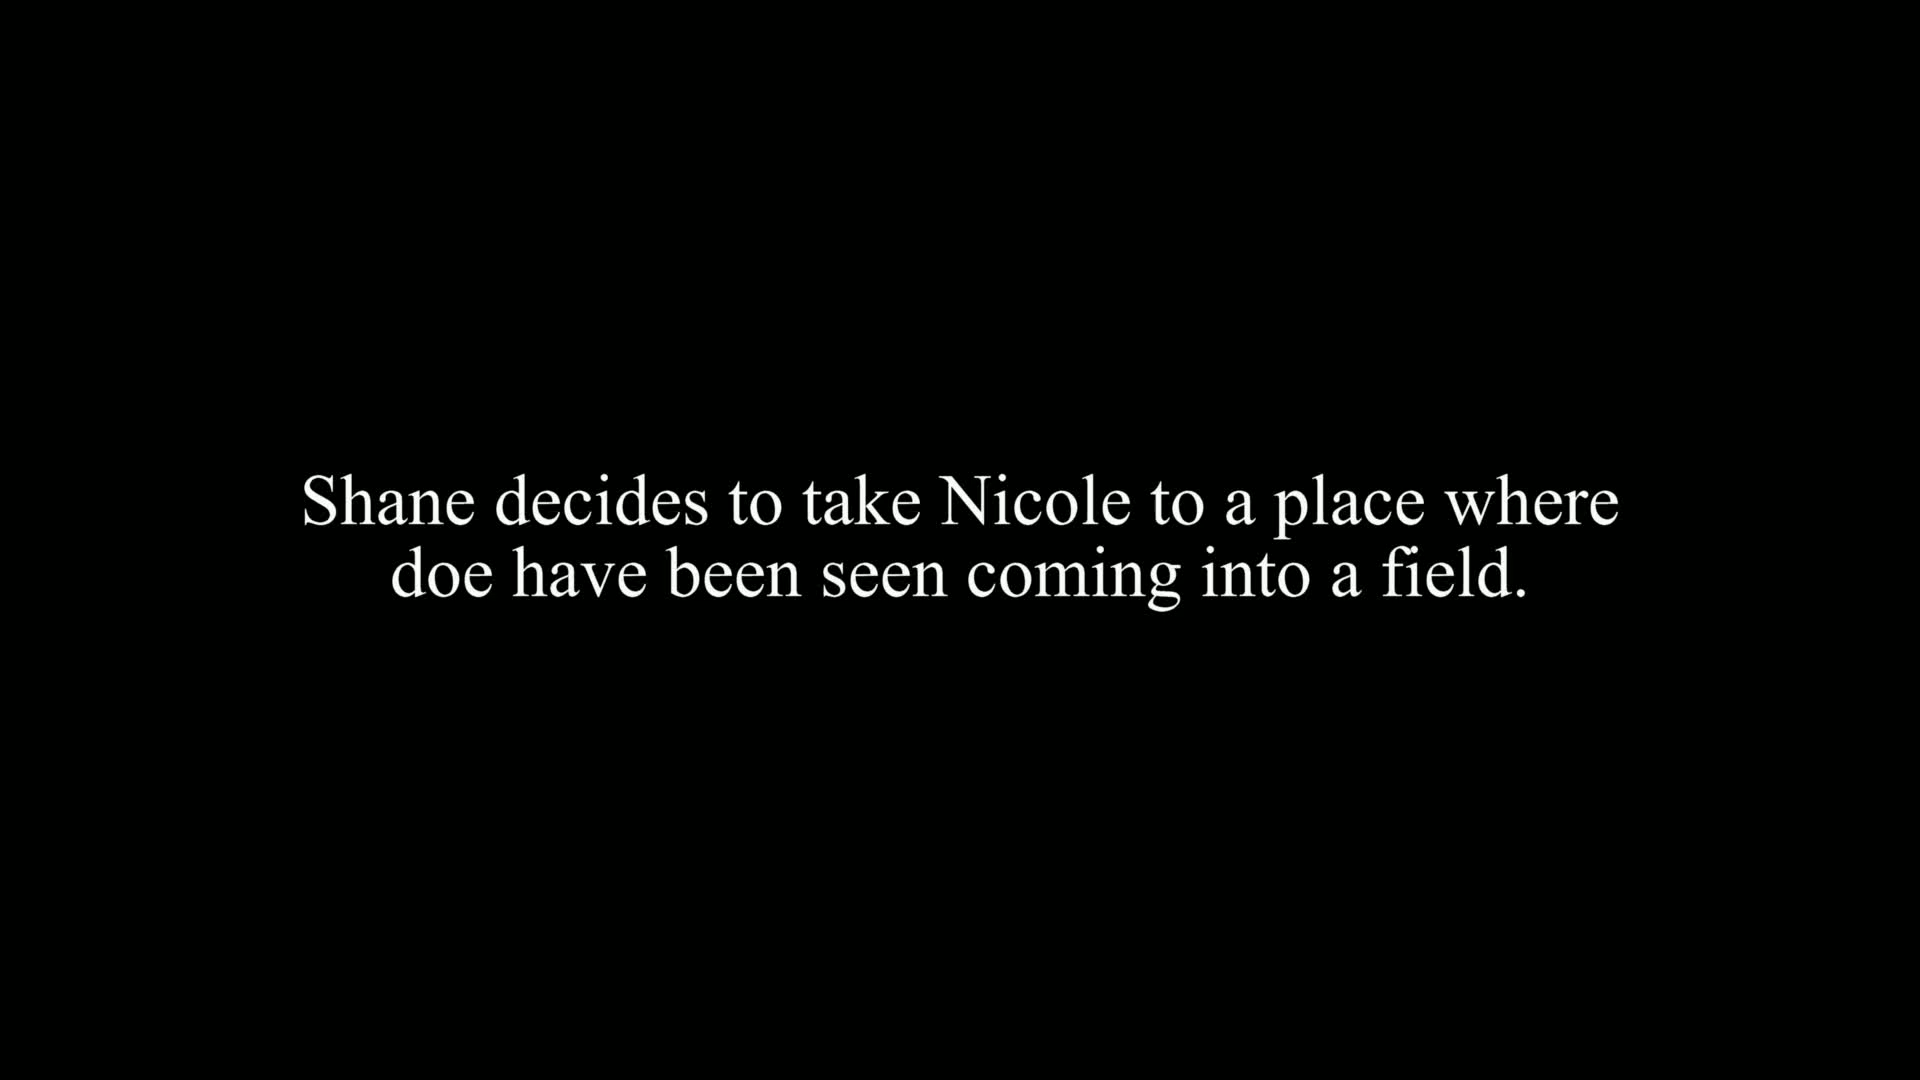 Shane decides to take Nicole to a place where
doe have been seen coming into a field.